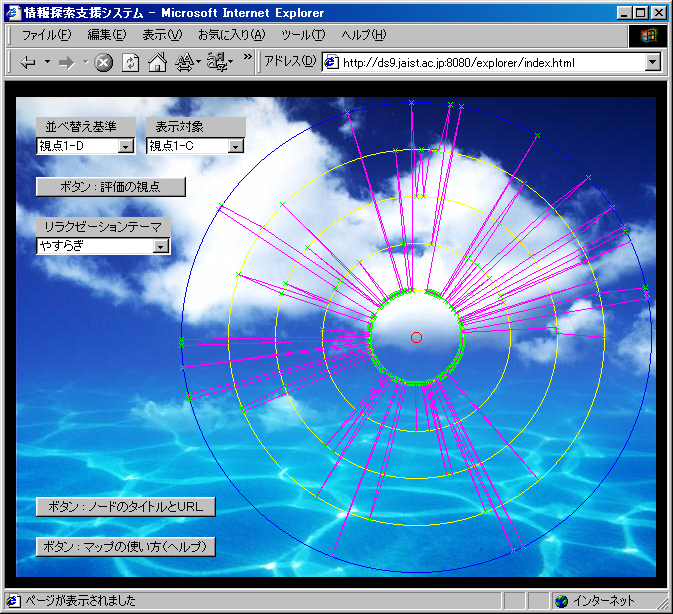 情報探索支援システム - Microsoft Internet Explorer
ファイル(F) 編集(E) 表示(V) お気に入り(A) ツール(T) ヘルプ(H)
アドレス(D) http://ds9.jaist.ac.jp:8080/explorer/index.html
並べ替え基準 表示対象
視点1-D 視点1-C
ボタン：評価の視点
リラクゼーションテーマ
やすらぎ
ボタン：ノードのタイトルとURL
ボタン：マップの使い方(ヘルプ)
ページが表示されました インターネット